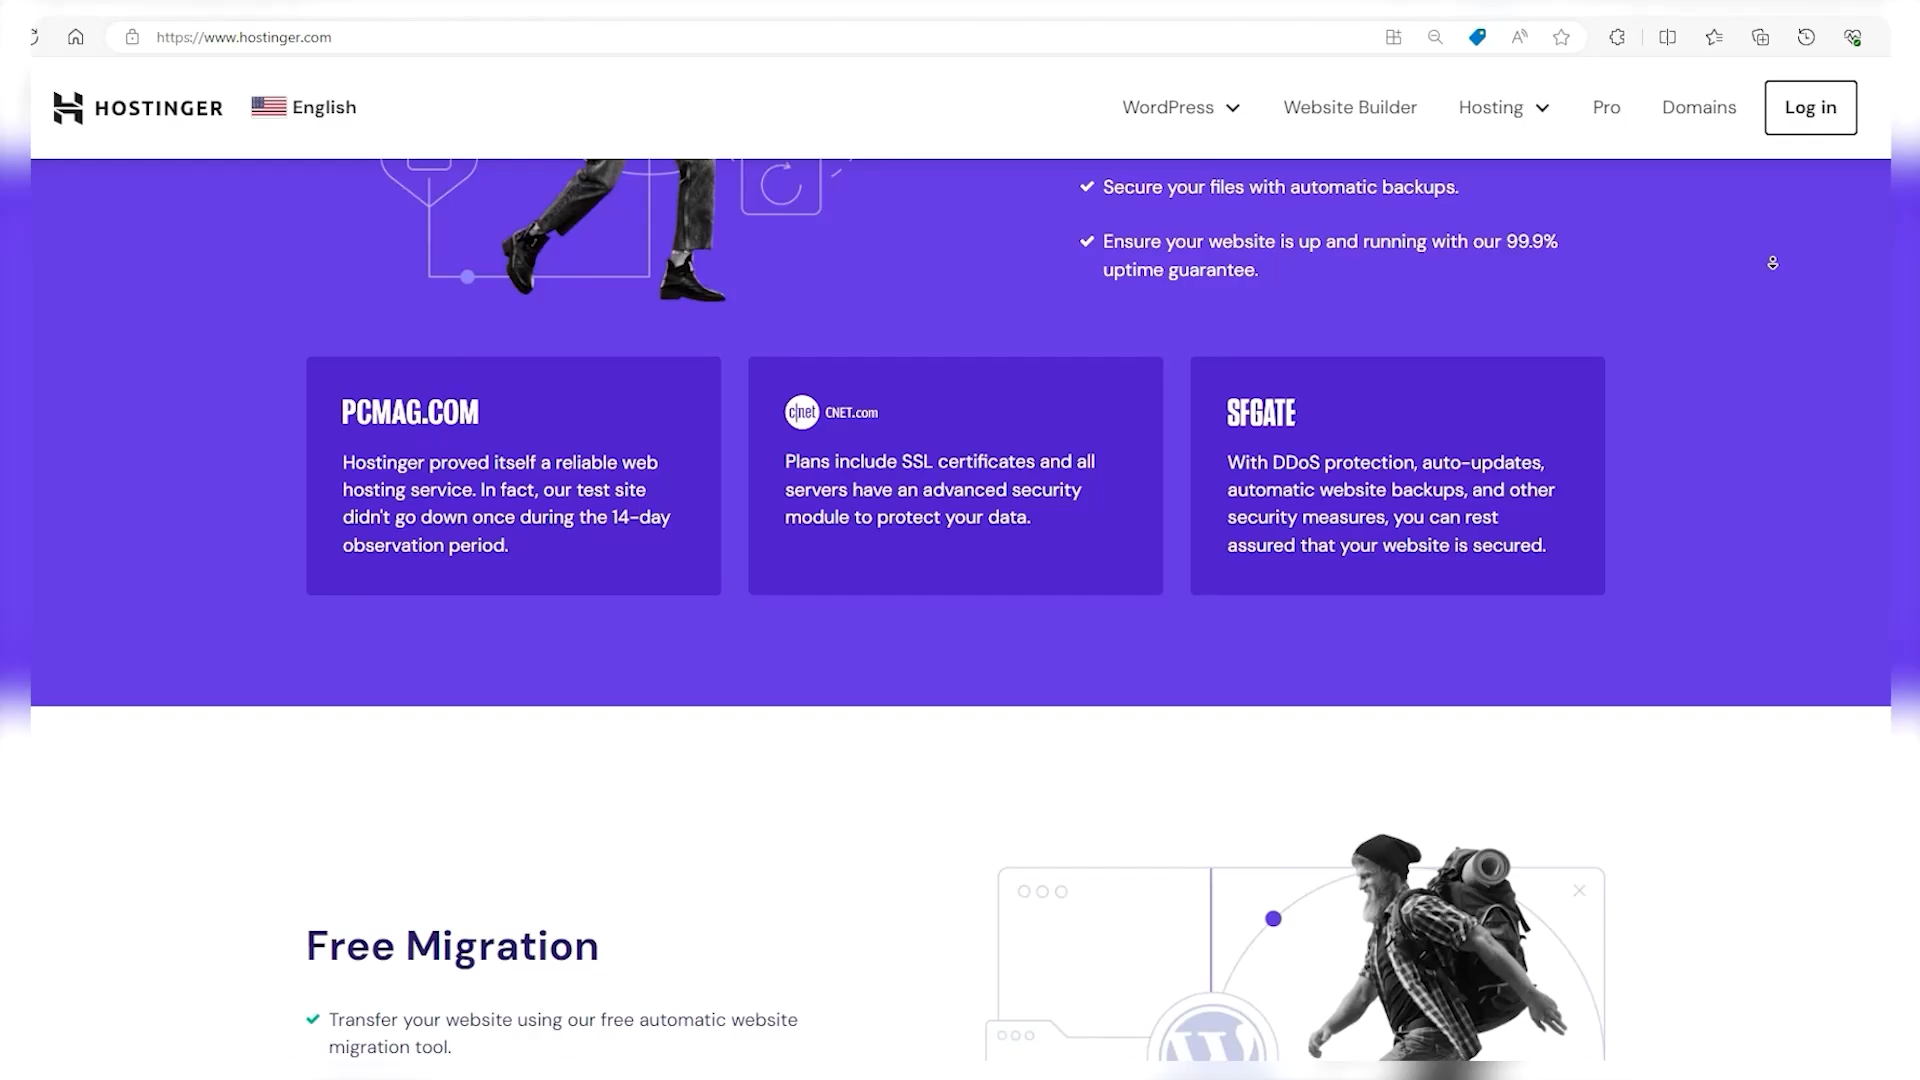 https://www.hostinger.com
HOSTINGER
English
WordPress
Website Builder
Hosting
Pro
Domains
Log in
Secure your files with automatic backups.
Ensure your website is up and running with our 99.9%
uptime guarantee.
PCMAG.COM
Hostinger proved itself a reliable web
hosting service. In fact, our test site
didn't go down once during the 14-day
observation period.
c|net CNET.com
Plans include SSL certificates and all
servers have an advanced security
module to protect your data.
SFGATE
With DDoS protection, auto-updates,
automatic website backups, and other
security measures, you can rest
assured that your website is secured.
Free Migration
Transfer your website using our free automatic website
migration tool.